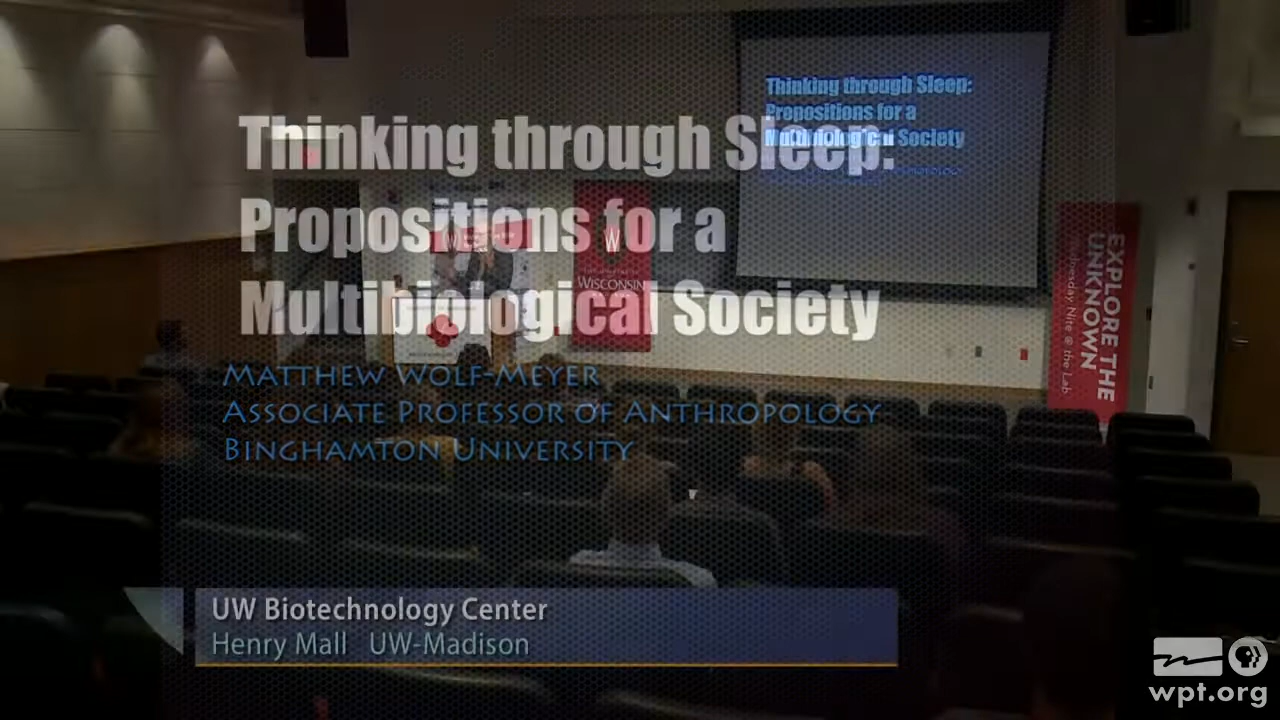 Thinking through Sleep:
Propositions for a
Multibiological Society
MATTHEW WOLF-MEYER
ASSOCIATE PROFESSOR OF ANTHROPOLOGY
BINGHAMTON UNIVERSITY
Thinking through Sleep:
Propositions for a
Multibiological Society
W
WISCONSIN
EXPLORE THE
UNKNOWN
Wednesday Nite @ the Lab
UW Biotechnology Center
Henry Mall UW-Madison
wpt.org